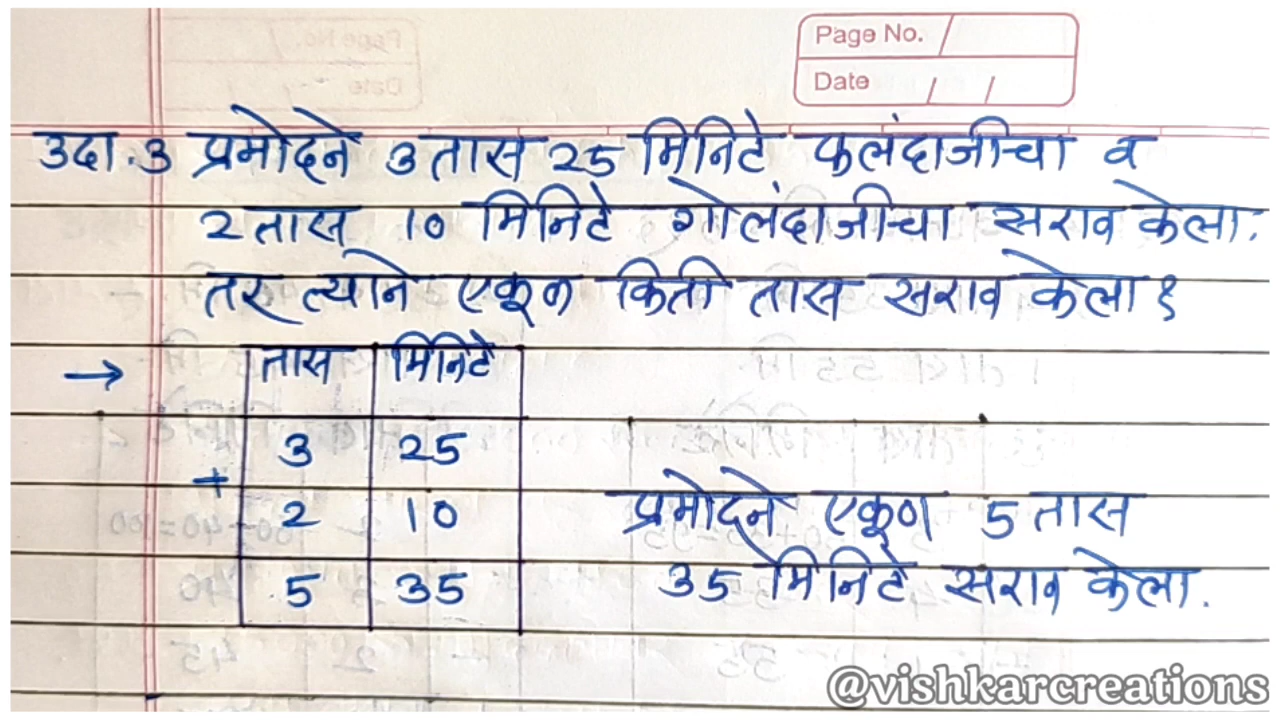 Page No.
Date / /
उदा.3 प्रमोदने 3 तास 25 मिनिटे फलंदाजीचा व
2 तास 10 मिनिटे गोलंदाजीचा सराव केला.
तर त्याने एकूण किती तास सराव केला?
→ तास मिनिटे
3 25
+
2 10
प्रमोदने एकूण 5 तास
5 35
35 मिनिटे सराव केला.
@vishkarcreations